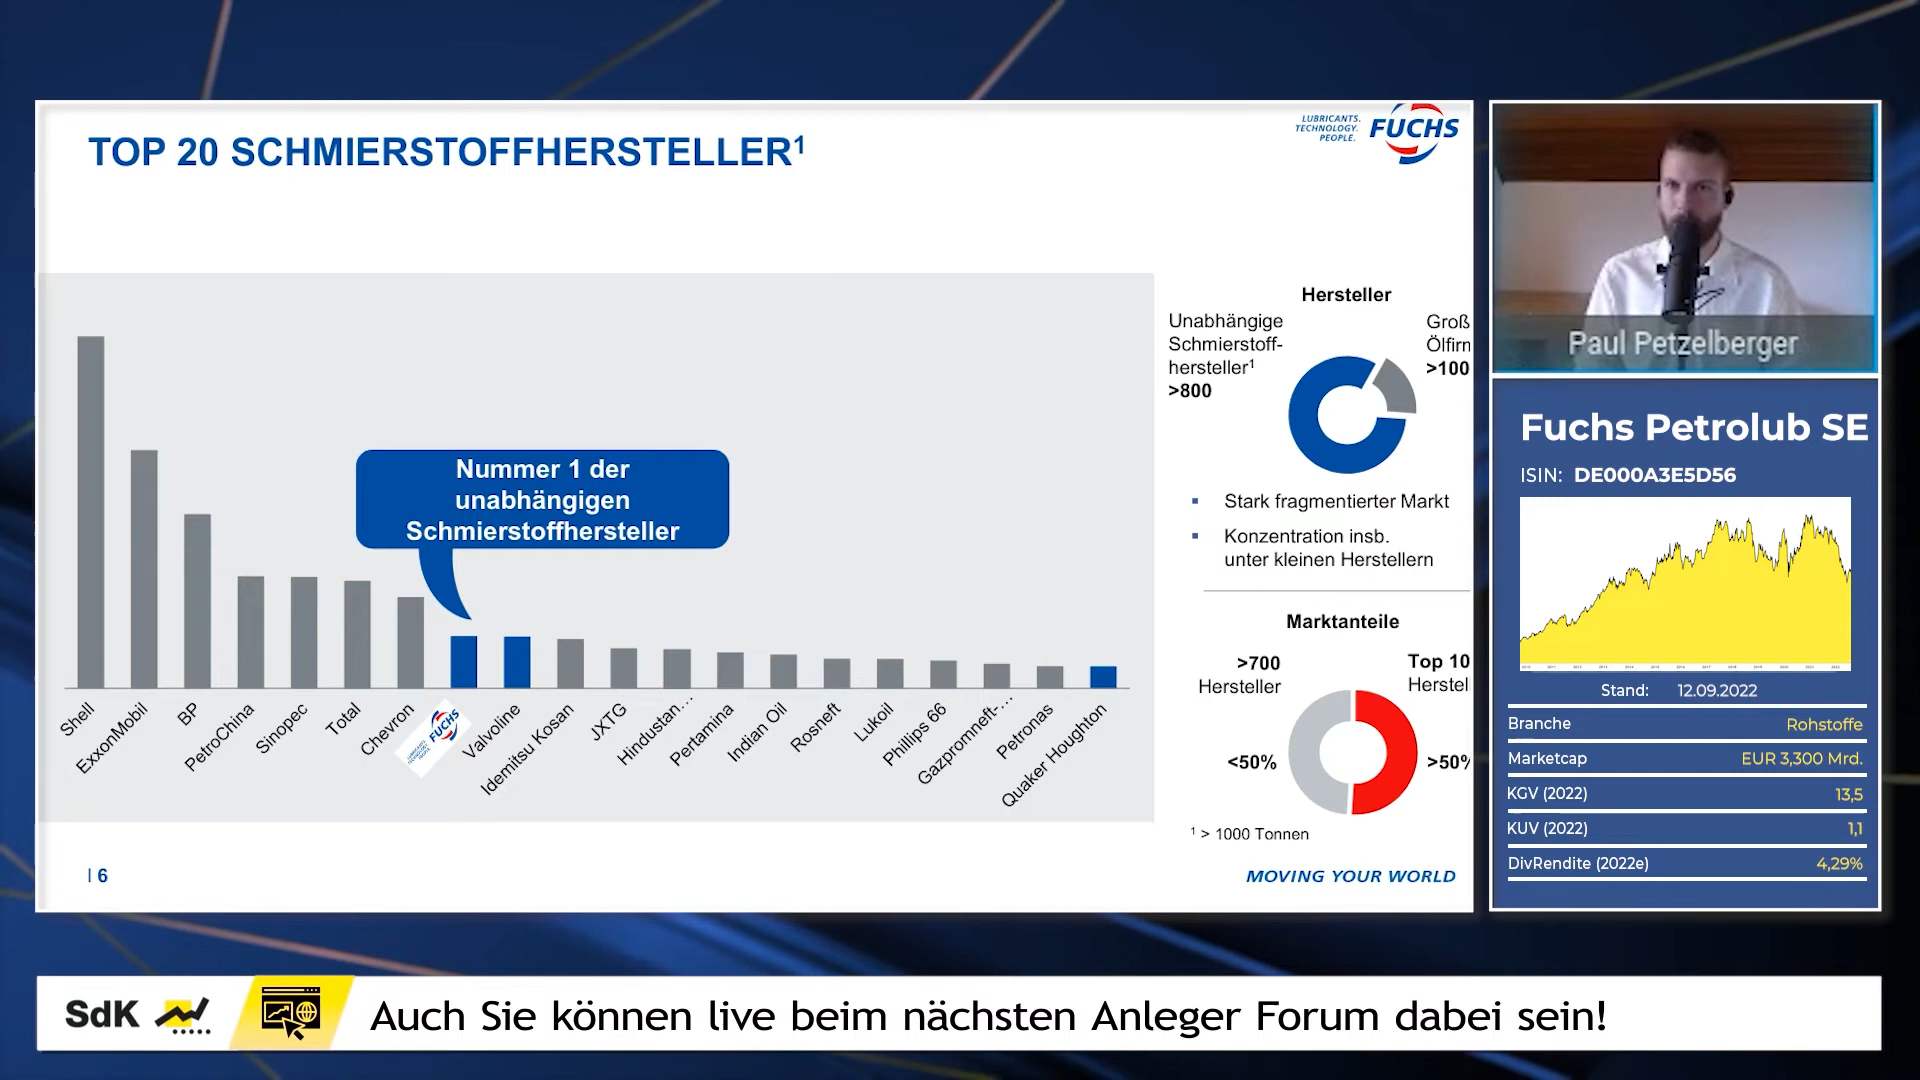 TOP 20 SCHMIERSTOFFHERSTELLER¹
LUBRICANTS.
TECHNOLOGY.
PEOPLE.
FUCHS
Nummer 1 der
unabhängigen
Schmierstoffhersteller
Shell
ExxonMobil
BP
PetroChina
Sinopec
Total
Chevron
FUCHS
Valvoline
Idemitsu Kosan
JXTG
Hindustan…
Pertamina
Indian Oil
Rosneft
Lukoil
Phillips 66
Gazpromneft-…
Petronas
Quaker Houghton
Hersteller
Unabhängige
Schmierstoff-
hersteller¹
>800
Groß
Ölfirn
>100
▪ Stark fragmentierter Markt
▪ Konzentration insb.
unter kleinen Herstellern
Marktanteile
>700
Hersteller
Top 10
Herstel
<50%
>50%
¹ > 1000 Tonnen
| 6
MOVING YOUR WORLD
Paul Petzelberger
Fuchs Petrolub SE
ISIN: DE000A3E5D56
Stand: 12.09.2022
Branche Rohstoffe
Marketcap EUR 3,300 Mrd.
KGV (2022) 13,5
KUV (2022) 1,1
DivRendite (2022e) 4,29%
SdK
Auch Sie können live beim nächsten Anleger Forum dabei sein!